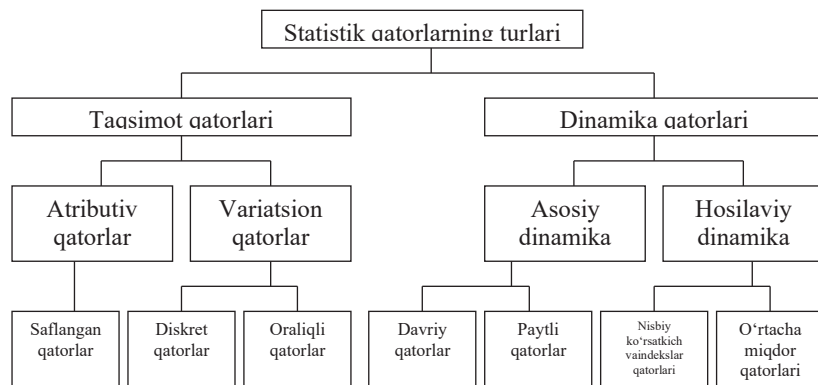 Statistik qatorlarning turlari
Taqsimot qatorlari
Dinamika qatorlari
Atributiv
qatorlar
Variatsion
qatorlar
Asosiy
dinamika
Hosilaviy
dinamika
Saflangan
qatorlar
Diskret
qatorlar
Oraliqli
qatorlar
Davriy
qatorlar
Paytli
qatorlar
Nisbiy
ko‘rsatkich
vaindekslar
qatorlari
O‘rtacha
miqdor
qatorlari